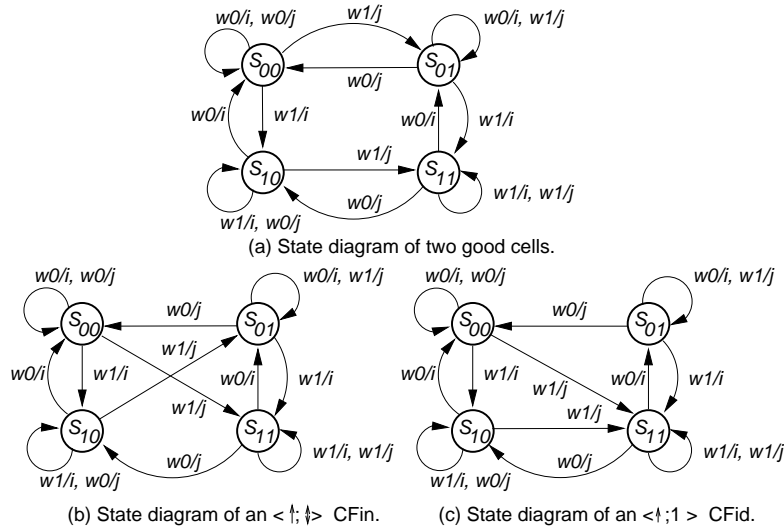 w0/i, w0/j
w1/j
w0/i, w1/j
S00
S01
w0/j
w0/i
w1/i
w0/i
w1/i
w1/j
S10
S11
w0/j
w1/i, w0/j
w1/i, w1/j
(a) State diagram of two good cells.
w0/i, w0/j
w0/i, w1/j
S00
w0/j
S01
w0/i
w1/i
w1/j
w0/i
w1/i
w1/j
S10
S11
w0/j
w1/i, w0/j
w1/i, w1/j
(b) State diagram of an <↑; ↕> CFin.
w0/i, w0/j
w0/i, w1/j
S00
w0/j
S01
w0/i
w1/i
w1/j
w0/i
w1/i
w1/j
S10
S11
w0/j
w1/i, w0/j
w1/i, w1/j
(c) State diagram of an <↑;1 > CFid.